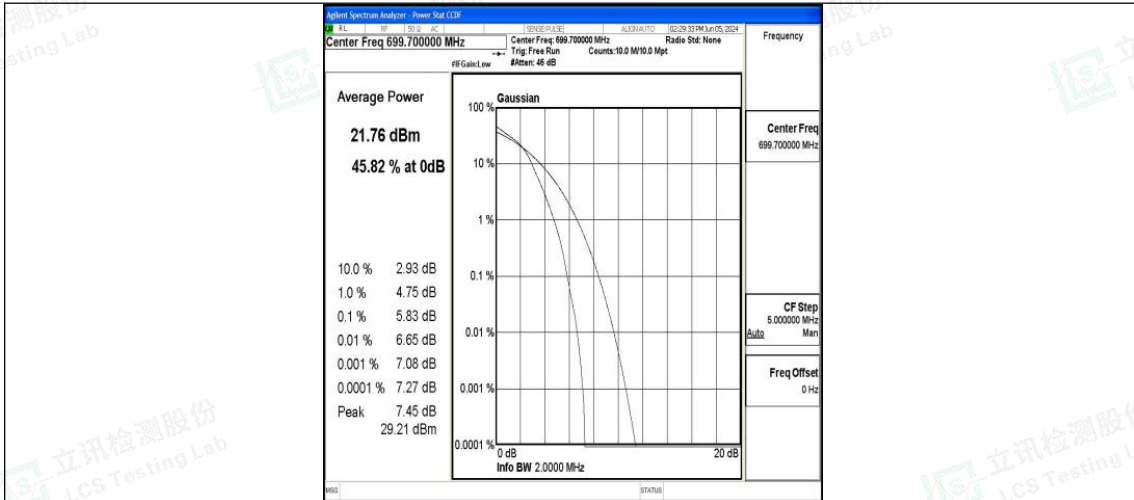 Agilent Spectrum Analyzer - Power Stat CCDF
RL RF 50 Ω AC SENSE:PULSE ALIGN AUTO 02:29:33 PM Jun 05, 2024
Center Freq 699.700000 MHz
Center Freq: 699.700000 MHz Radio Std: None
Trig: Free Run Counts:10.0 M/10.0 Mpt
#IFGain:Low #Atten: 46 dB
Frequency
Average Power
21.76 dBm
45.82 % at 0dB
10.0 % 2.93 dB
1.0 % 4.75 dB
0.1 % 5.83 dB
0.01 % 6.65 dB
0.001 % 7.08 dB
0.0001 % 7.27 dB
Peak 7.45 dB
29.21 dBm
Gaussian
100 %
10 %
1 %
0.1 %
0.01 %
0.001 %
0.0001 %
0 dB 20 dB
Info BW 2.0000 MHz
Center Freq
699.700000 MHz
CF Step
5.000000 MHz
Auto Man
Freq Offset
0 Hz
MSG STATUS
立讯检测股份
LCS Testing Lab
立讯检测股份
LCS Testing Lab